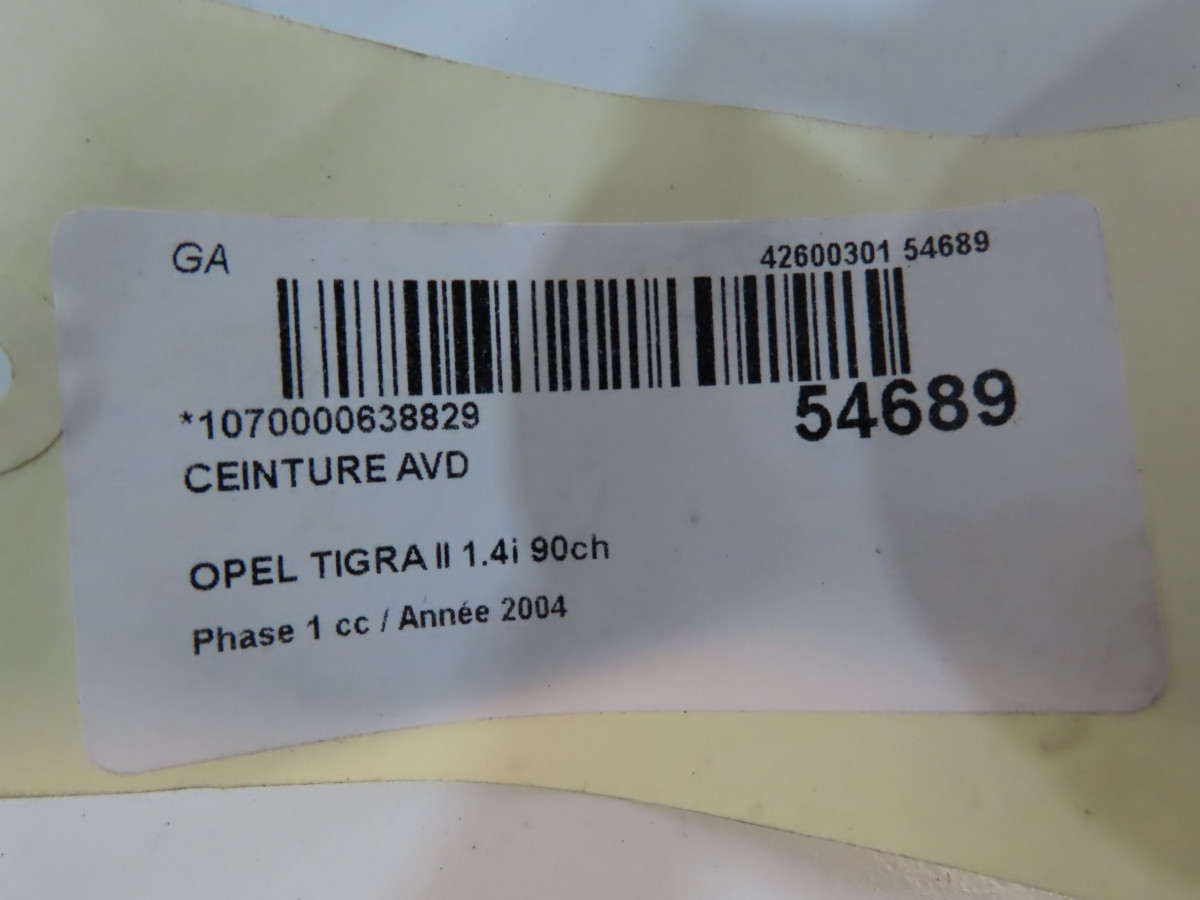 GA
42600301 54689
54689
*1070000638829
CEINTURE AVD
OPEL TIGRA II 1.4i 90ch
Phase 1 cc / Année 2004